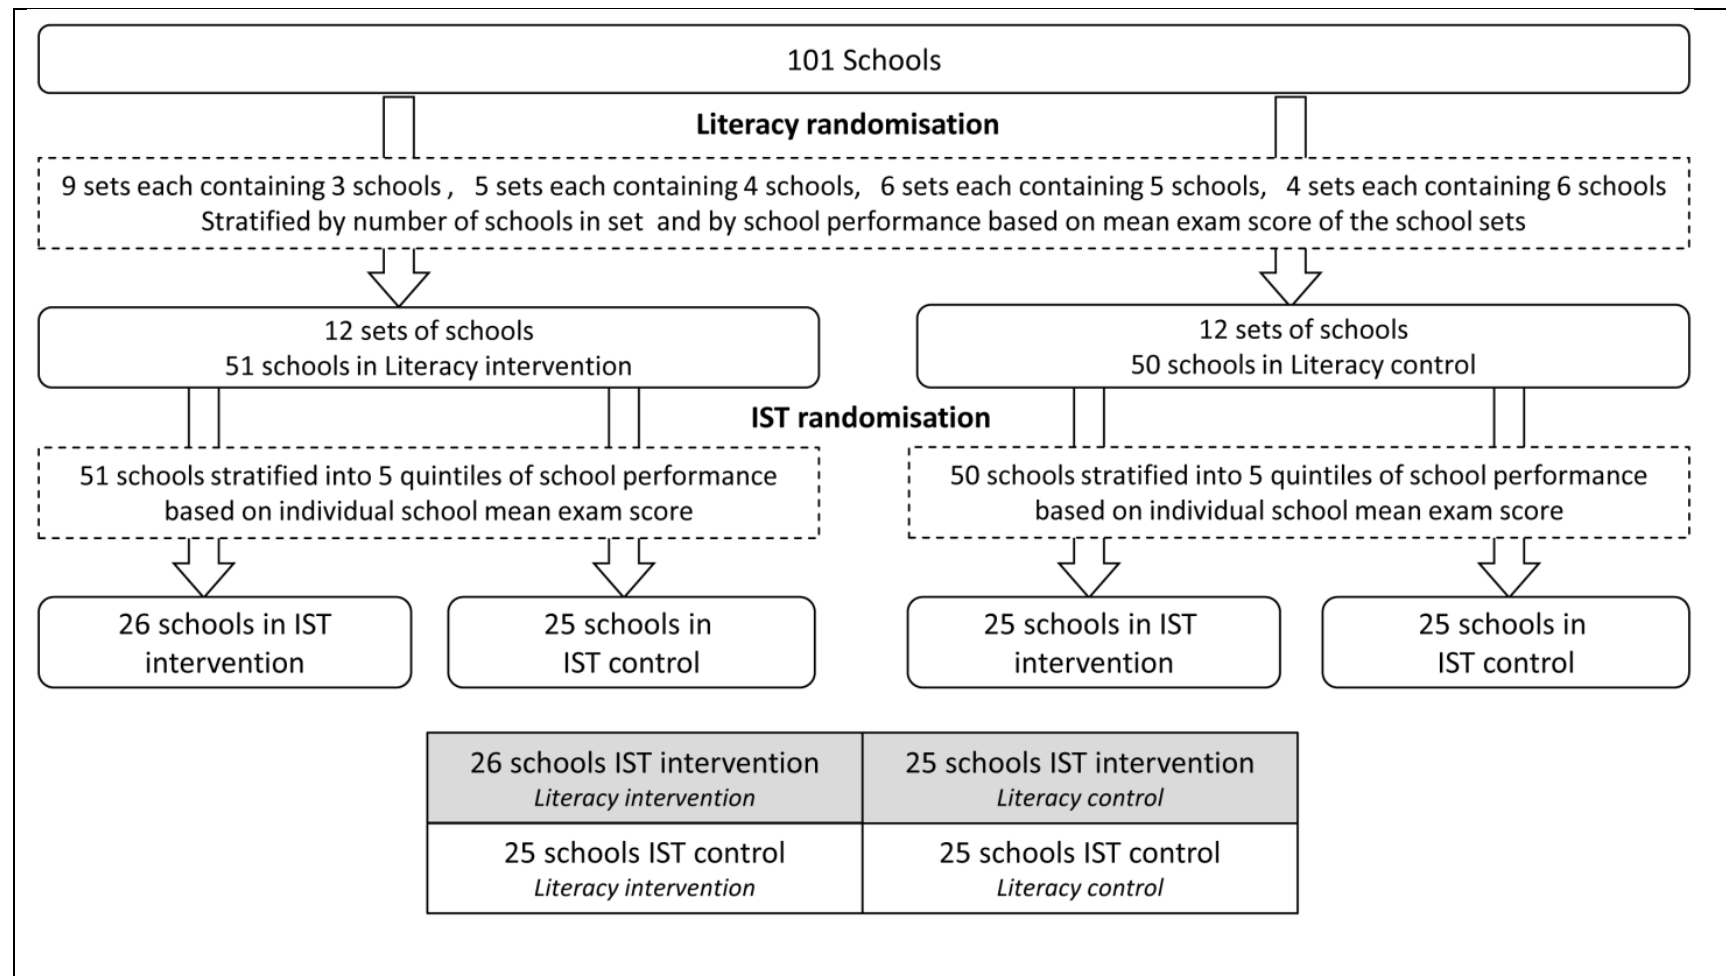 101 Schools
Literacy randomisation
9 sets each containing 3 schools , 5 sets each containing 4 schools, 6 sets each containing 5 schools, 4 sets each containing 6 schools
Stratified by number of schools in set and by school performance based on mean exam score of the school sets
12 sets of schools
51 schools in Literacy intervention
12 sets of schools
50 schools in Literacy control
IST randomisation
51 schools stratified into 5 quintiles of school performance
based on individual school mean exam score
50 schools stratified into 5 quintiles of school performance
based on individual school mean exam score
26 schools in IST
intervention
25 schools in
IST control
25 schools in IST
intervention
25 schools in
IST control
26 schools IST intervention
Literacy intervention
25 schools IST intervention
Literacy control
25 schools IST control
Literacy intervention
25 schools IST control
Literacy control